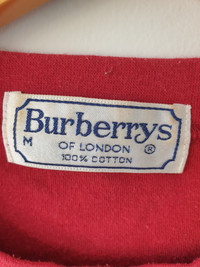 Burberrys
M OF LONDON ®
100% COTTON